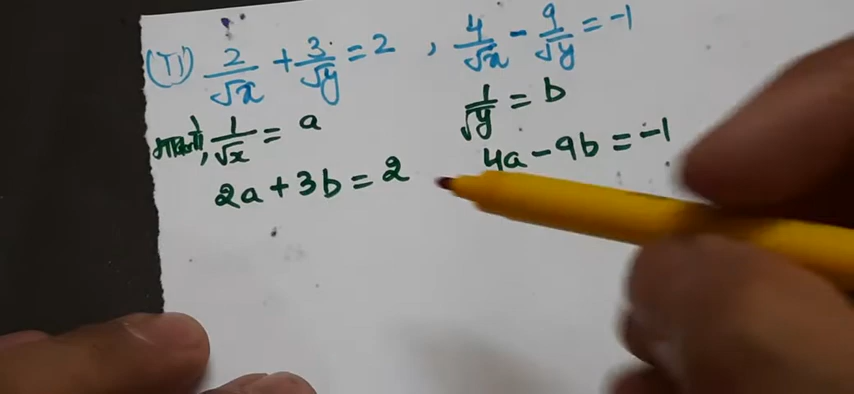 (II) 2/√x + 3/√y = 2 , 4/√x - 9/√y = -1
माना, 1/√x = a 1/√y = b
2a + 3b = 2 4a - 9b = -1